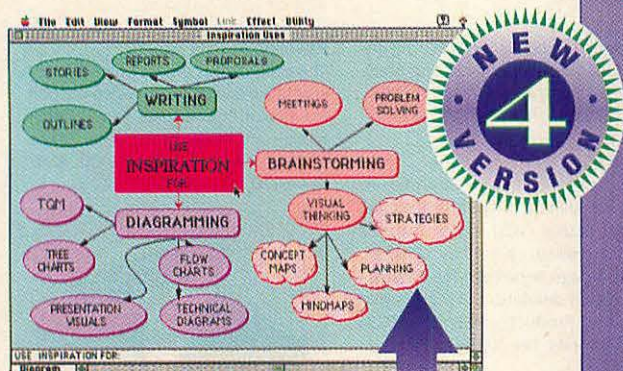 File Edit View Format Symbol Link Effect Utility
Inspiration Uses
STORIES
REPORTS
PROPOSALS
WRITING
OUTLINES
USE
INSPIRATION
FOR
MEETINGS
PROBLEM
SOLVING
BRAINSTORMING
VISUAL
THINKING
STRATEGIES
CONCEPT
MAPS
PLANNING
MINDMAPS
TQM
DIAGRAMMING
TREE
CHARTS
FLOW
CHARTS
PRESENTATION
VISUALS
TECHNICAL
DIAGRAMS
USE INSPIRATION FOR:
Diagram
NEW
4
VERSION